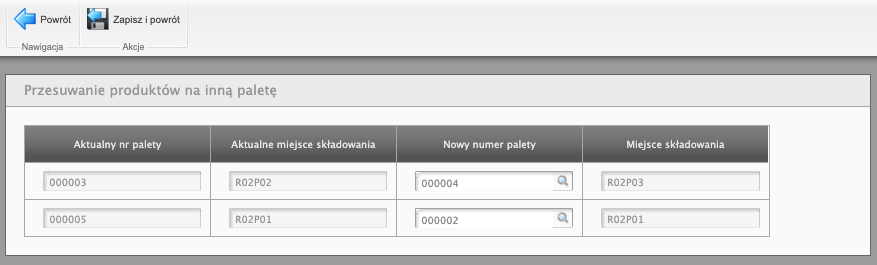 Powrót Zapisz i powrót
Nawigacja Akcje
Przesuwanie produktów na inną paletę
Aktualny nr palety Aktualne miejsce składowania Nowy numer palety Miejsce składowania
000003 R02P02 000004 R02P03
000005 R02P01 000002 R02P01